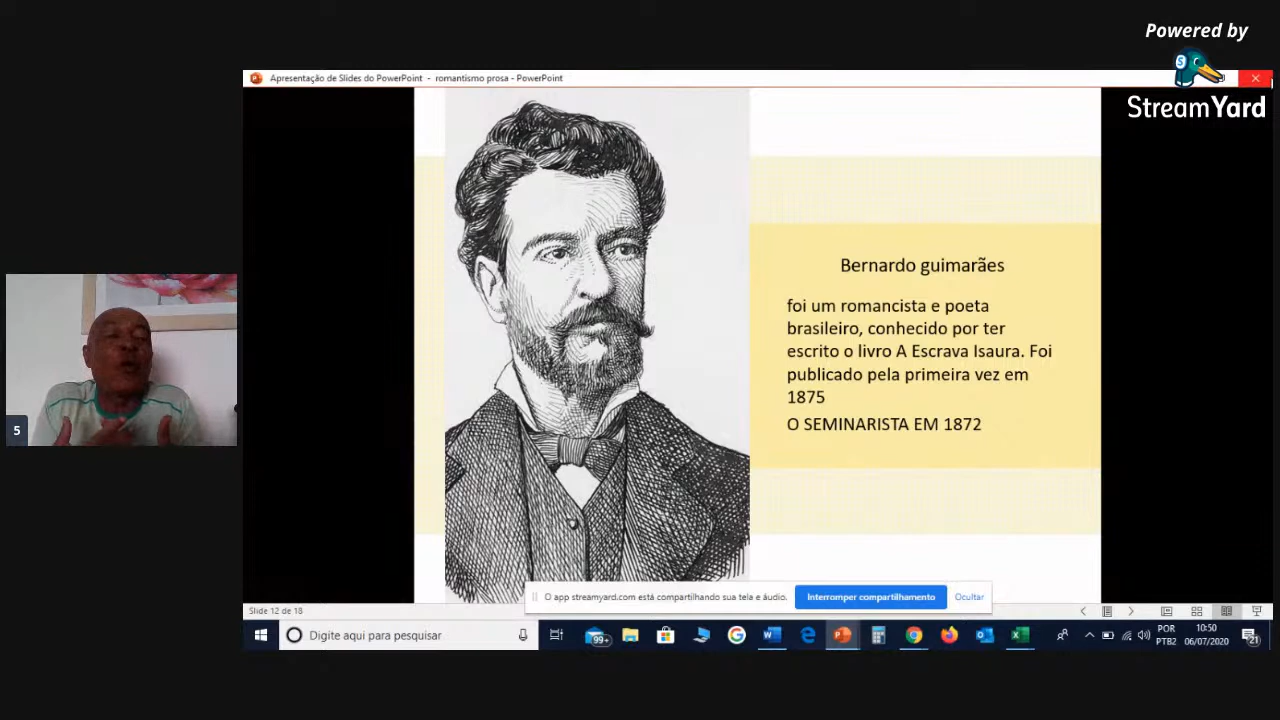 Powered by
StreamYard
Apresentação de Slides do PowerPoint - romantismo prosa - PowerPoint
Bernardo guimarães
foi um romancista e poeta
brasileiro, conhecido por ter
escrito o livro A Escrava Isaura. Foi
publicado pela primeira vez em
1875
O SEMINARISTA EM 1872
5
O app streamyard.com está compartilhando sua tela e áudio.
Interromper compartilhamento
Ocultar
Slide 12 de 18
Digite aqui para pesquisar
99+
POR
PTB2
10:50
06/07/2020
21